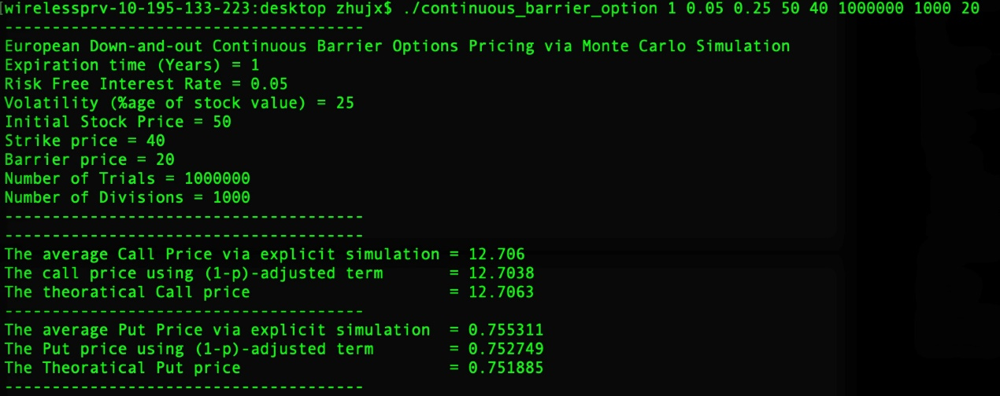 [wirelessprv-10-195-133-223:desktop zhujx$ ./continuous_barrier_option 1 0.05 0.25 50 40 1000000 1000 20
--------------------------------------
European Down-and-out Continuous Barrier Options Pricing via Monte Carlo Simulation
Expiration time (Years) = 1
Risk Free Interest Rate = 0.05
Volatility (%age of stock value) = 25
Initial Stock Price = 50
Strike price = 40
Barrier price = 20
Number of Trials = 1000000
Number of Divisions = 1000
--------------------------------------
--------------------------------------
The average Call Price via explicit simulation = 12.706
The call price using (1-p)-adjusted term       = 12.7038
The theoratical Call price                     = 12.7063
--------------------------------------
The average Put Price via explicit simulation  = 0.755311
The Put price using (1-p)-adjusted term        = 0.752749
The Theoratical Put price                      = 0.751885
--------------------------------------